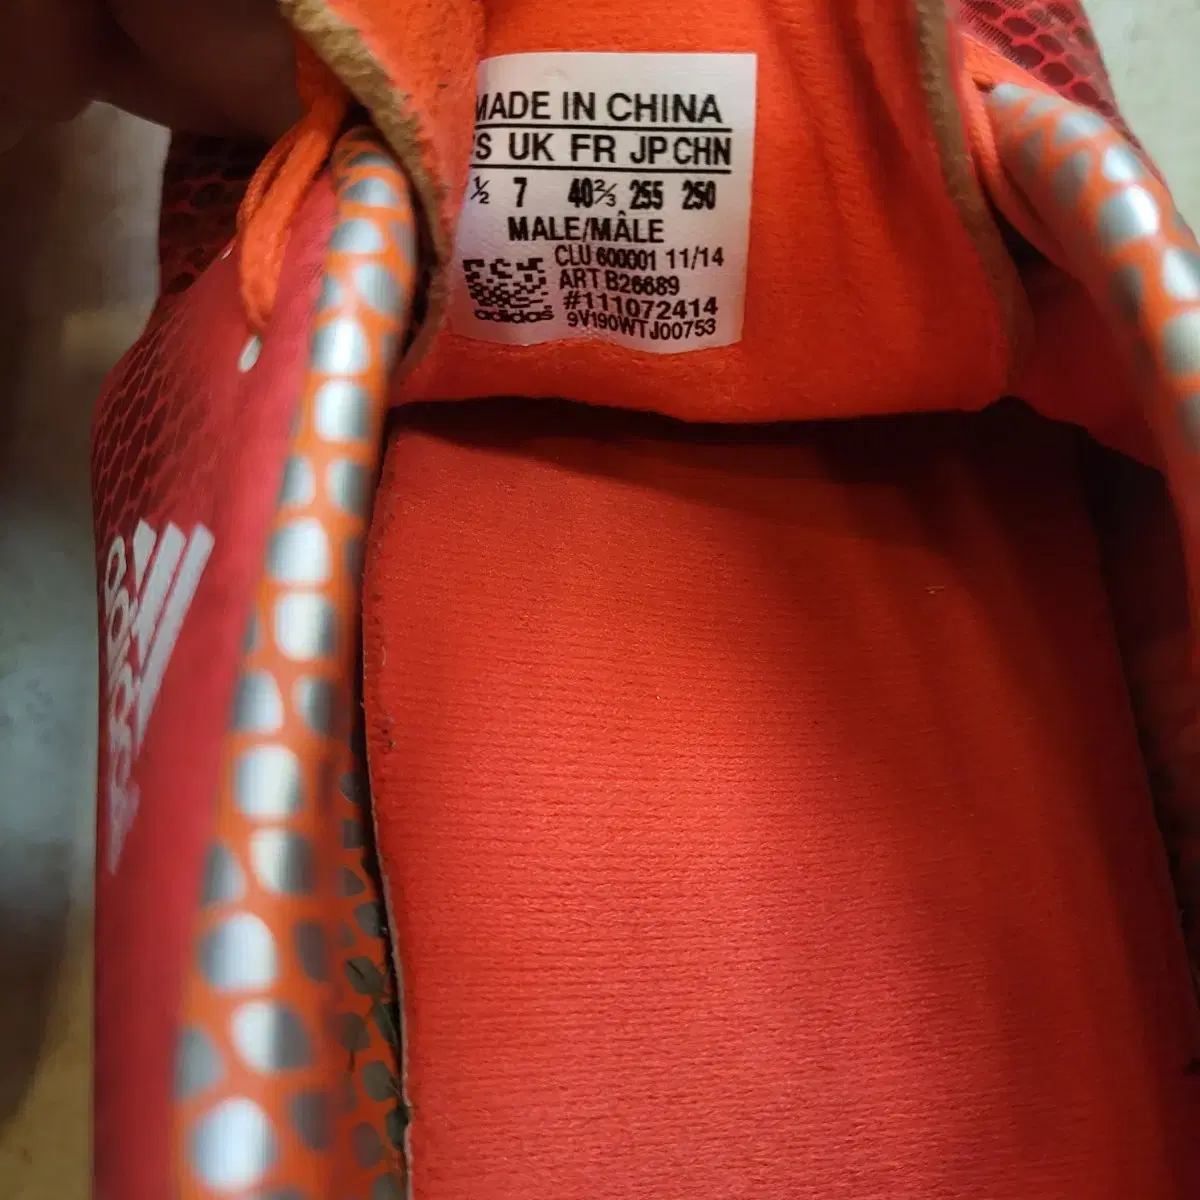 MADE IN CHINA
UK FR JP CHN
½ 7 40⅔ 255 250
MALE/MÂLE
CLU 600001 11/14
ART B26689
#111072414
adidas 9V190WTJ00753
adidas